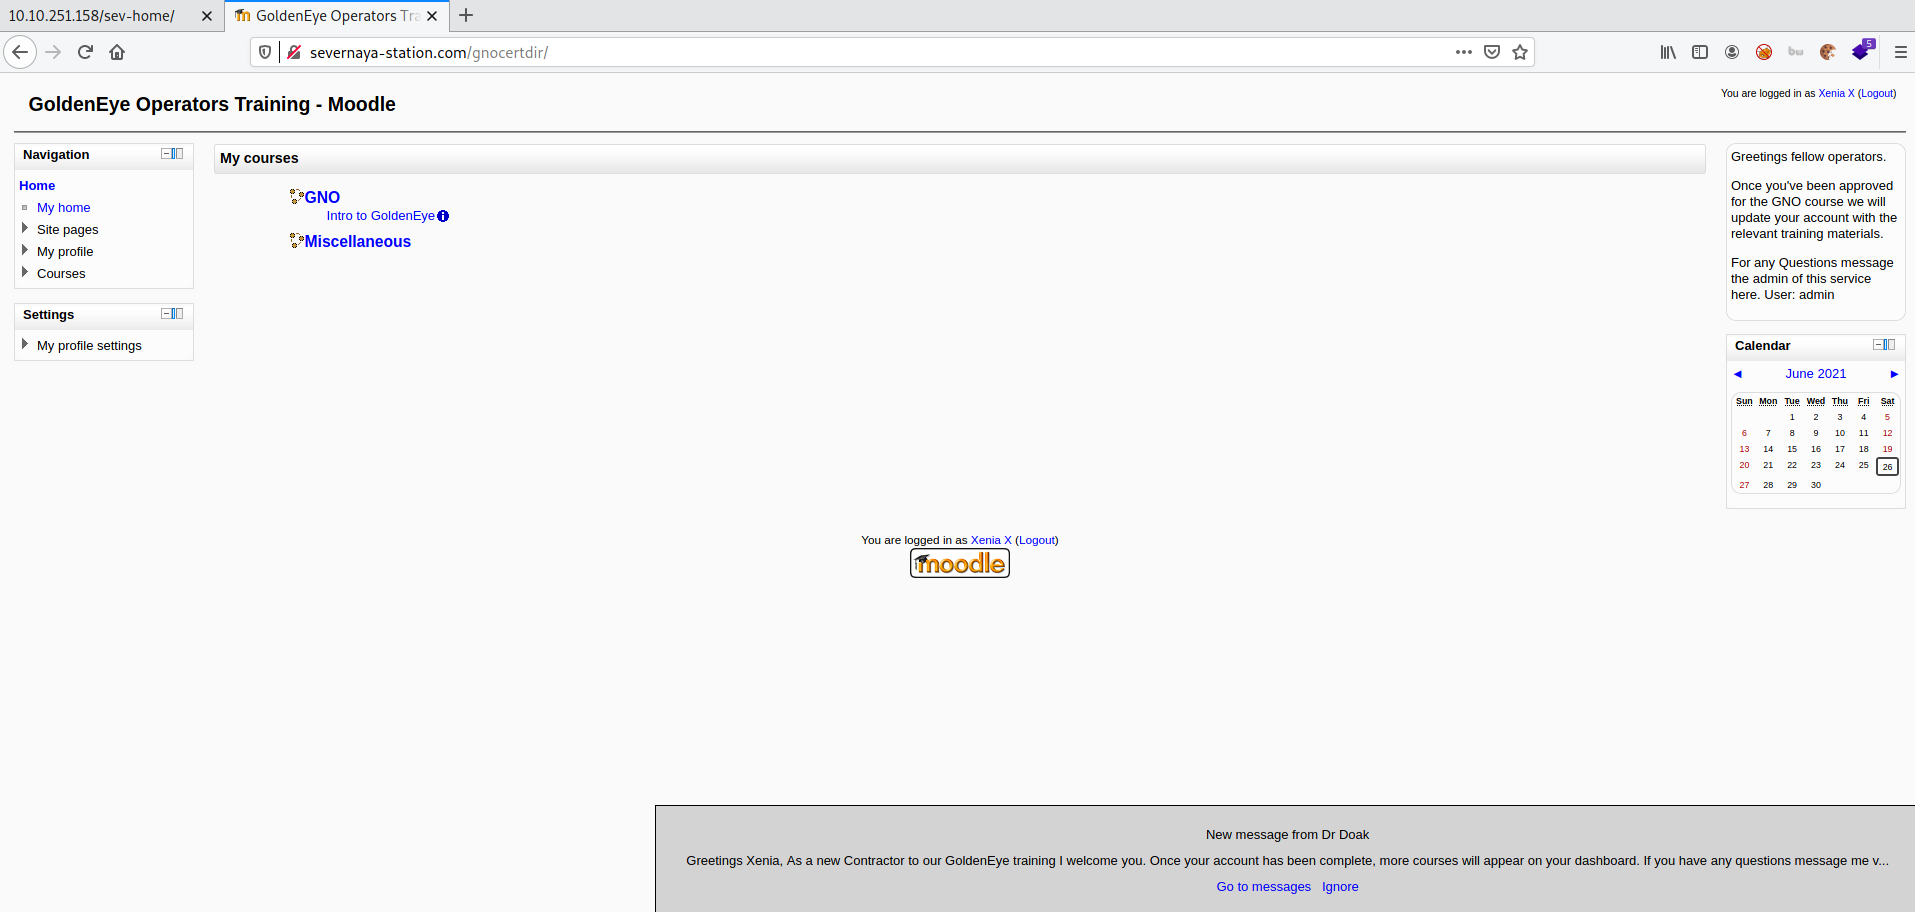 10.10.251.158/sev-home/
GoldenEye Operators Tra
severnaya-station.com/gnocertdir/
5
GoldenEye Operators Training - Moodle
You are logged in as Xenia X (Logout)
Navigation
Home
My home
Site pages
My profile
Courses
Settings
My profile settings
My courses
GNO
Intro to GoldenEye
Miscellaneous
Greetings fellow operators.
Once you've been approved
for the GNO course we will
update your account with the
relevant training materials.
For any Questions message
the admin of this service
here. User: admin
Calendar
◄ June 2021 ►
Sun Mon Tue Wed Thu Fri Sat
1 2 3 4 5
6 7 8 9 10 11 12
13 14 15 16 17 18 19
20 21 22 23 24 25 26
27 28 29 30
You are logged in as Xenia X (Logout)
moodle
New message from Dr Doak
Greetings Xenia, As a new Contractor to our GoldenEye training I welcome you. Once your account has been complete, more courses will appear on your dashboard. If you have any questions message me v...
Go to messages Ignore